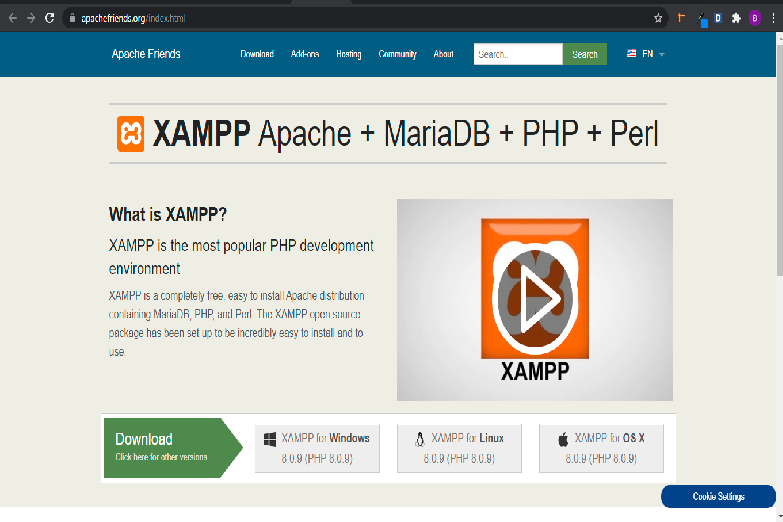 apachefriends.org/index.html
B
Apache Friends
Download
Add-ons
Hosting
Community
About
Search..
Search
EN
XAMPP Apache + MariaDB + PHP + Perl
What is XAMPP?
XAMPP is the most popular PHP development
environment
XAMPP is a completely free, easy to install Apache distribution
containing MariaDB, PHP, and Perl. The XAMPP open source
package has been set up to be incredibly easy to install and to
use.
XAMPP
Download
Click here for other versions
XAMPP for Windows
8.0.9 (PHP 8.0.9)
XAMPP for Linux
8.0.9 (PHP 8.0.9)
XAMPP for OS X
8.0.9 (PHP 8.0.9)
Cookie Settings